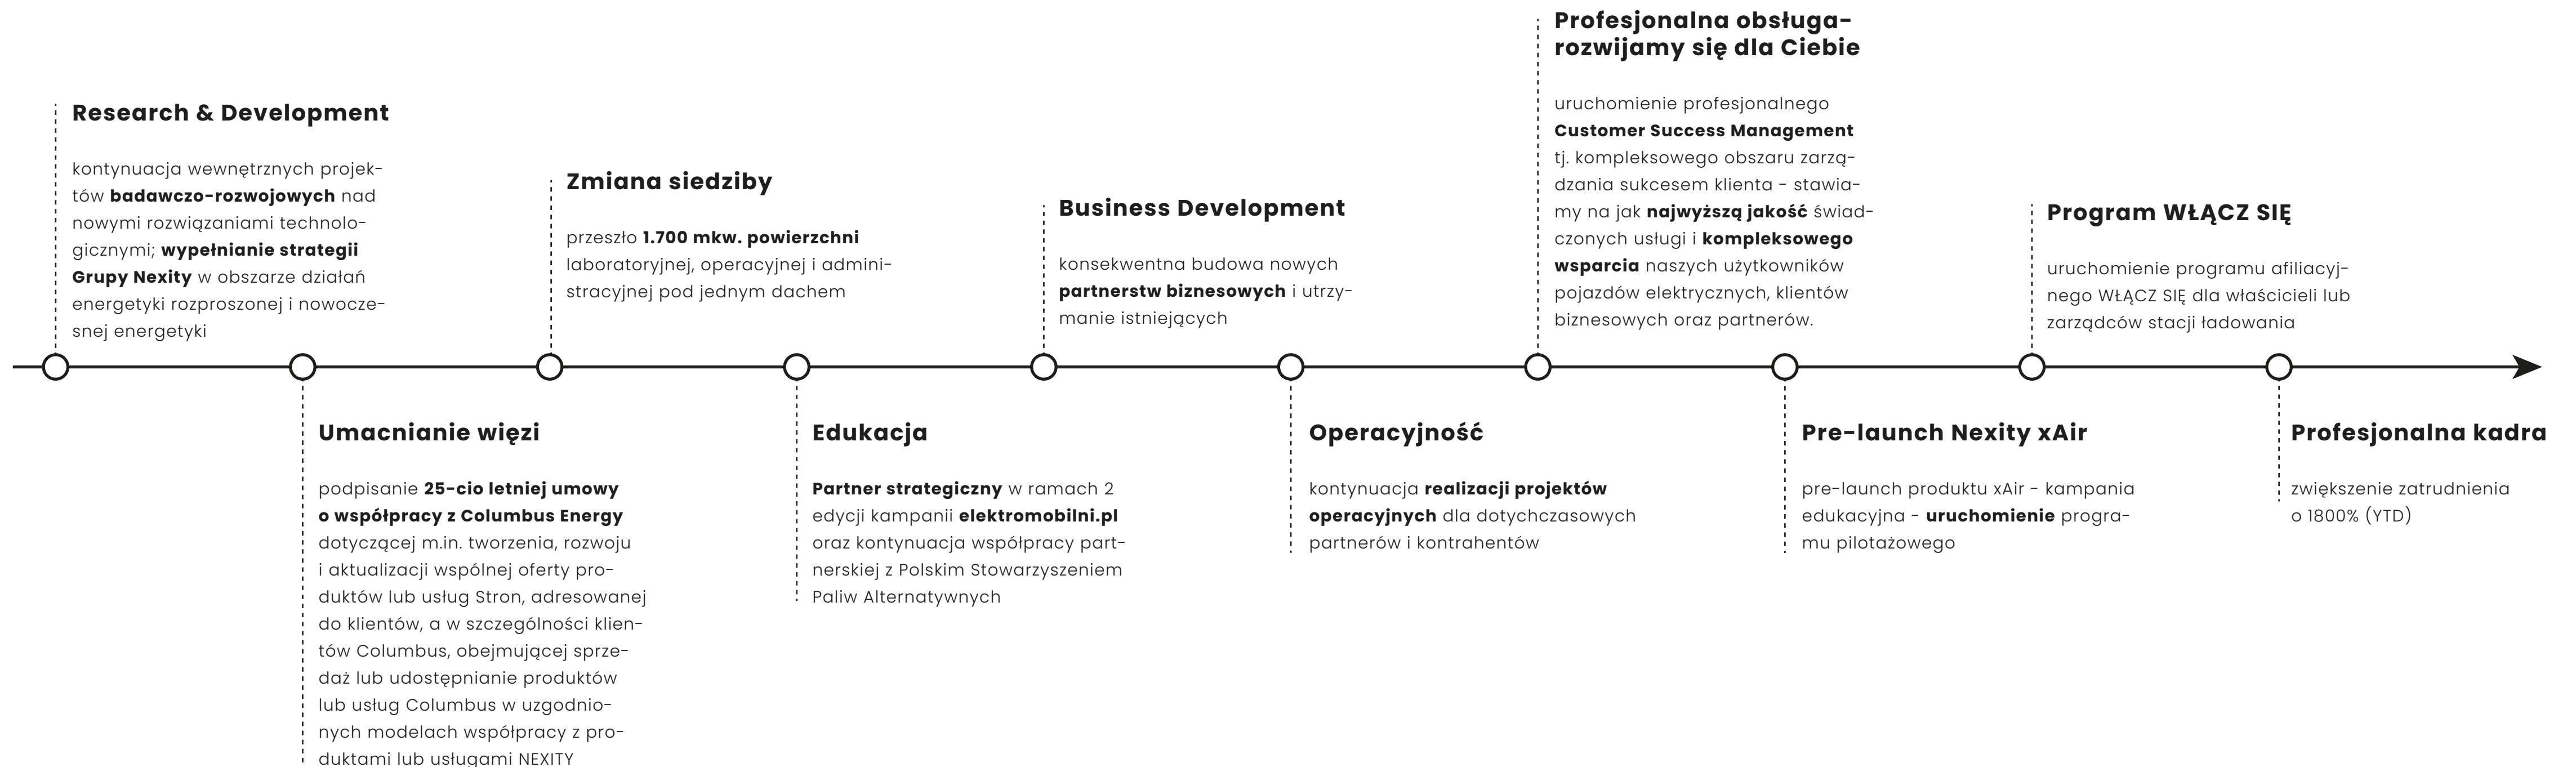 Research & Development
kontynuacja wewnętrznych projek-
tów badawczo-rozwojowych nad
nowymi rozwiązaniami technolo-
gicznymi; wypełnianie strategii
Grupy Nexity w obszarze działań
energetyki rozproszonej i nowocze-
snej energetyki
Umacnianie więzi
podpisanie 25-cio letniej umowy
o współpracy z Columbus Energy
dotyczącej m.in. tworzenia, rozwoju
i aktualizacji wspólnej oferty pro-
duktów lub usług Stron, adresowanej
do klientów, a w szczególności klien-
tów Columbus, obejmującej sprze-
daż lub udostępnianie produktów
lub usług Columbus w uzgodnio-
nych modelach współpracy z pro-
duktami lub usługami NEXITY
Zmiana siedziby
przeszło 1.700 mkw. powierzchni
laboratoryjnej, operacyjnej i admini-
stracyjnej pod jednym dachem
Edukacja
Partner strategiczny w ramach 2
edycji kampanii elektromobilni.pl
oraz kontynuacja współpracy part-
nerskiej z Polskim Stowarzyszeniem
Paliw Alternatywnych
Business Development
konsekwentna budowa nowych
partnerstw biznesowych i utrzy-
manie istniejących
Operacyjność
kontynuacja realizacji projektów
operacyjnych dla dotychczasowych
partnerów i kontrahentów
Profesjonalna obsługa-
rozwijamy się dla Ciebie
uruchomienie profesjonalnego
Customer Success Management
tj. kompleksowego obszaru zarzą-
dzania sukcesem klienta - stawia-
my na jak najwyższą jakość świad-
czonych usługi i kompleksowego
wsparcia naszych użytkowników
pojazdów elektrycznych, klientów
biznesowych oraz partnerów.
Pre-launch Nexity xAir
pre-launch produktu xAir - kampania
edukacyjna - uruchomienie progra-
mu pilotażowego
Program WŁĄCZ SIĘ
uruchomienie programu afiliacyj-
nego WŁĄCZ SIĘ dla właścicieli lub
zarządców stacji ładowania
Profesjonalna kadra
zwiększenie zatrudnienia
o 1800% (YTD)